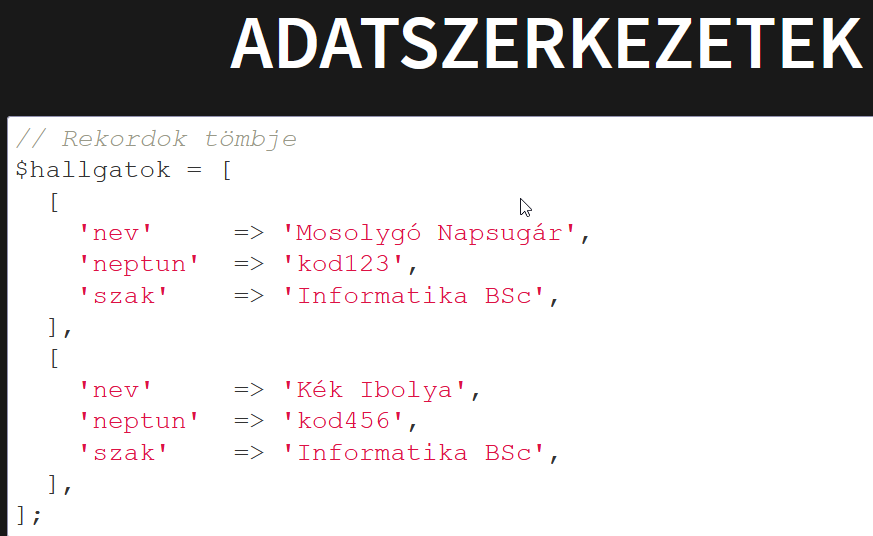 ADATSZERKEZETEK
// Rekordok tömbje
$hallgatok = [
  [
    'nev'     => 'Mosolygó Napsugár',
    'neptun'  => 'kod123',
    'szak'    => 'Informatika BSc',
  ],
  [
    'nev'     => 'Kék Ibolya',
    'neptun'  => 'kod456',
    'szak'    => 'Informatika BSc',
  ],
];